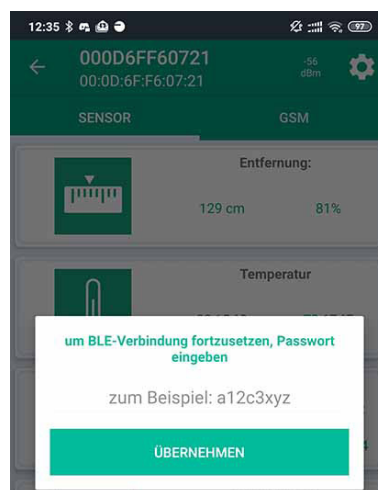 12:35 97
000D6FF60721
00:0D:6F:F6:07:21
-56
dBm
SENSOR GSM
Entfernung:
129 cm 81%
Temperatur
um BLE-Verbindung fortzusetzen, Passwort
eingeben
zum Beispiel: a12c3xyz
ÜBERNEHMEN